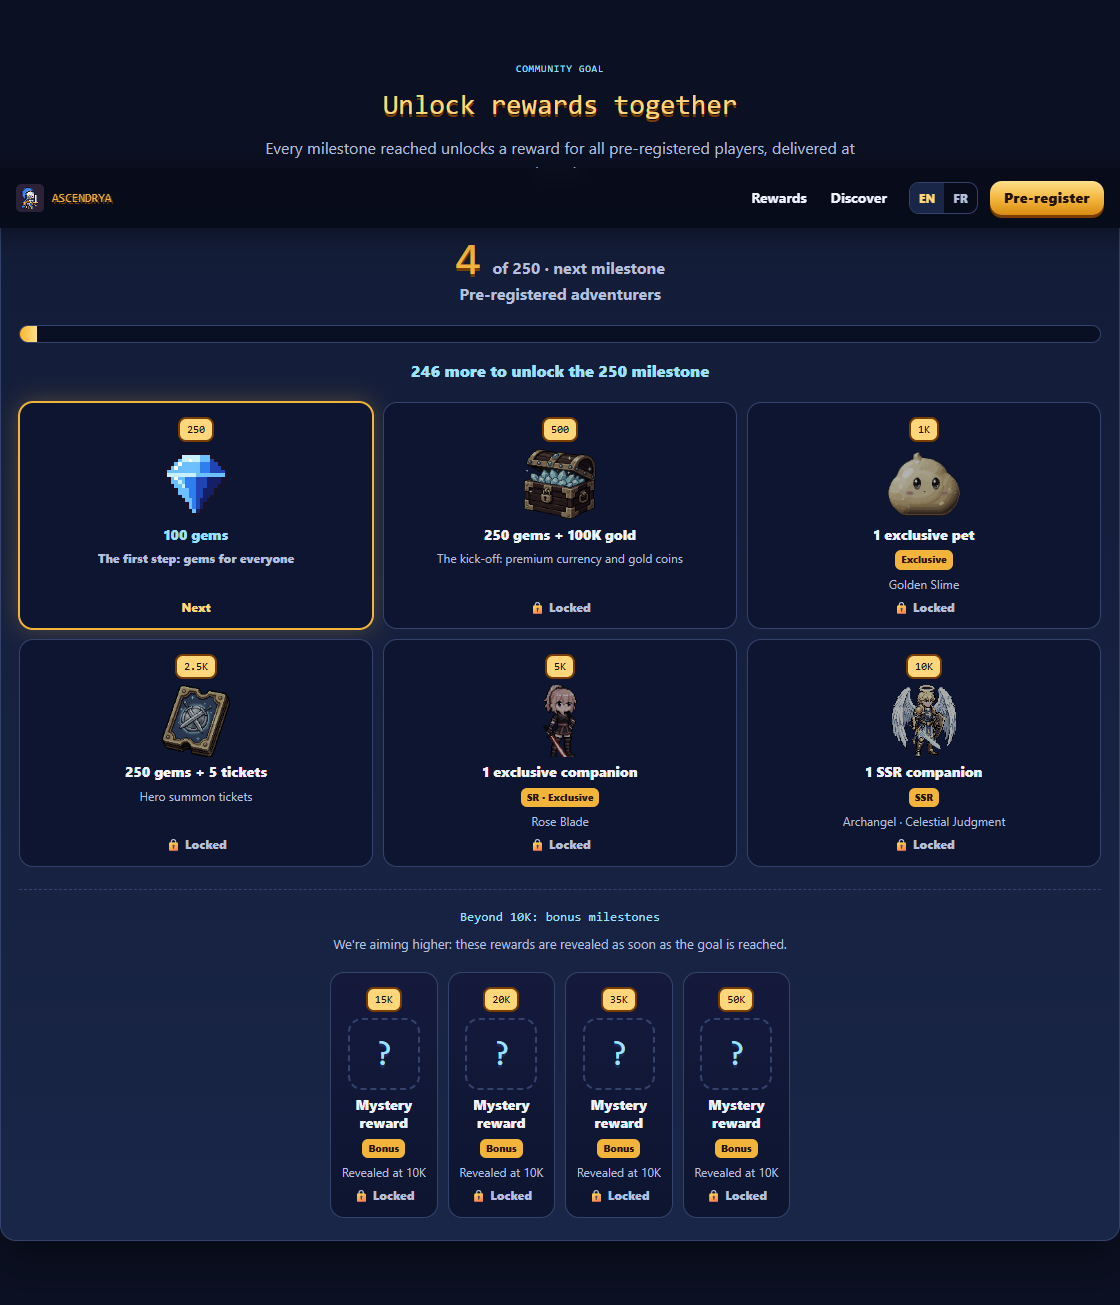 COMMUNITY GOAL
Unlock rewards together
Every milestone reached unlocks a reward for all pre-registered players, delivered at
ASCENDRYA
Rewards
Discover
EN
FR
Pre-register
4 of 250 · next milestone
Pre-registered adventurers
246 more to unlock the 250 milestone
250
100 gems
The first step: gems for everyone
Next
500
250 gems + 100K gold
The kick-off: premium currency and gold coins
Locked
1K
1 exclusive pet
Exclusive
Golden Slime
Locked
2.5K
250 gems + 5 tickets
Hero summon tickets
Locked
5K
1 exclusive companion
SR · Exclusive
Rose Blade
Locked
10K
1 SSR companion
SSR
Archangel · Celestial Judgment
Locked
Beyond 10K: bonus milestones
We're aiming higher: these rewards are revealed as soon as the goal is reached.
15K
?
Mystery
reward
Bonus
Revealed at 10K
Locked
20K
?
Mystery
reward
Bonus
Revealed at 10K
Locked
35K
?
Mystery
reward
Bonus
Revealed at 10K
Locked
50K
?
Mystery
reward
Bonus
Revealed at 10K
Locked